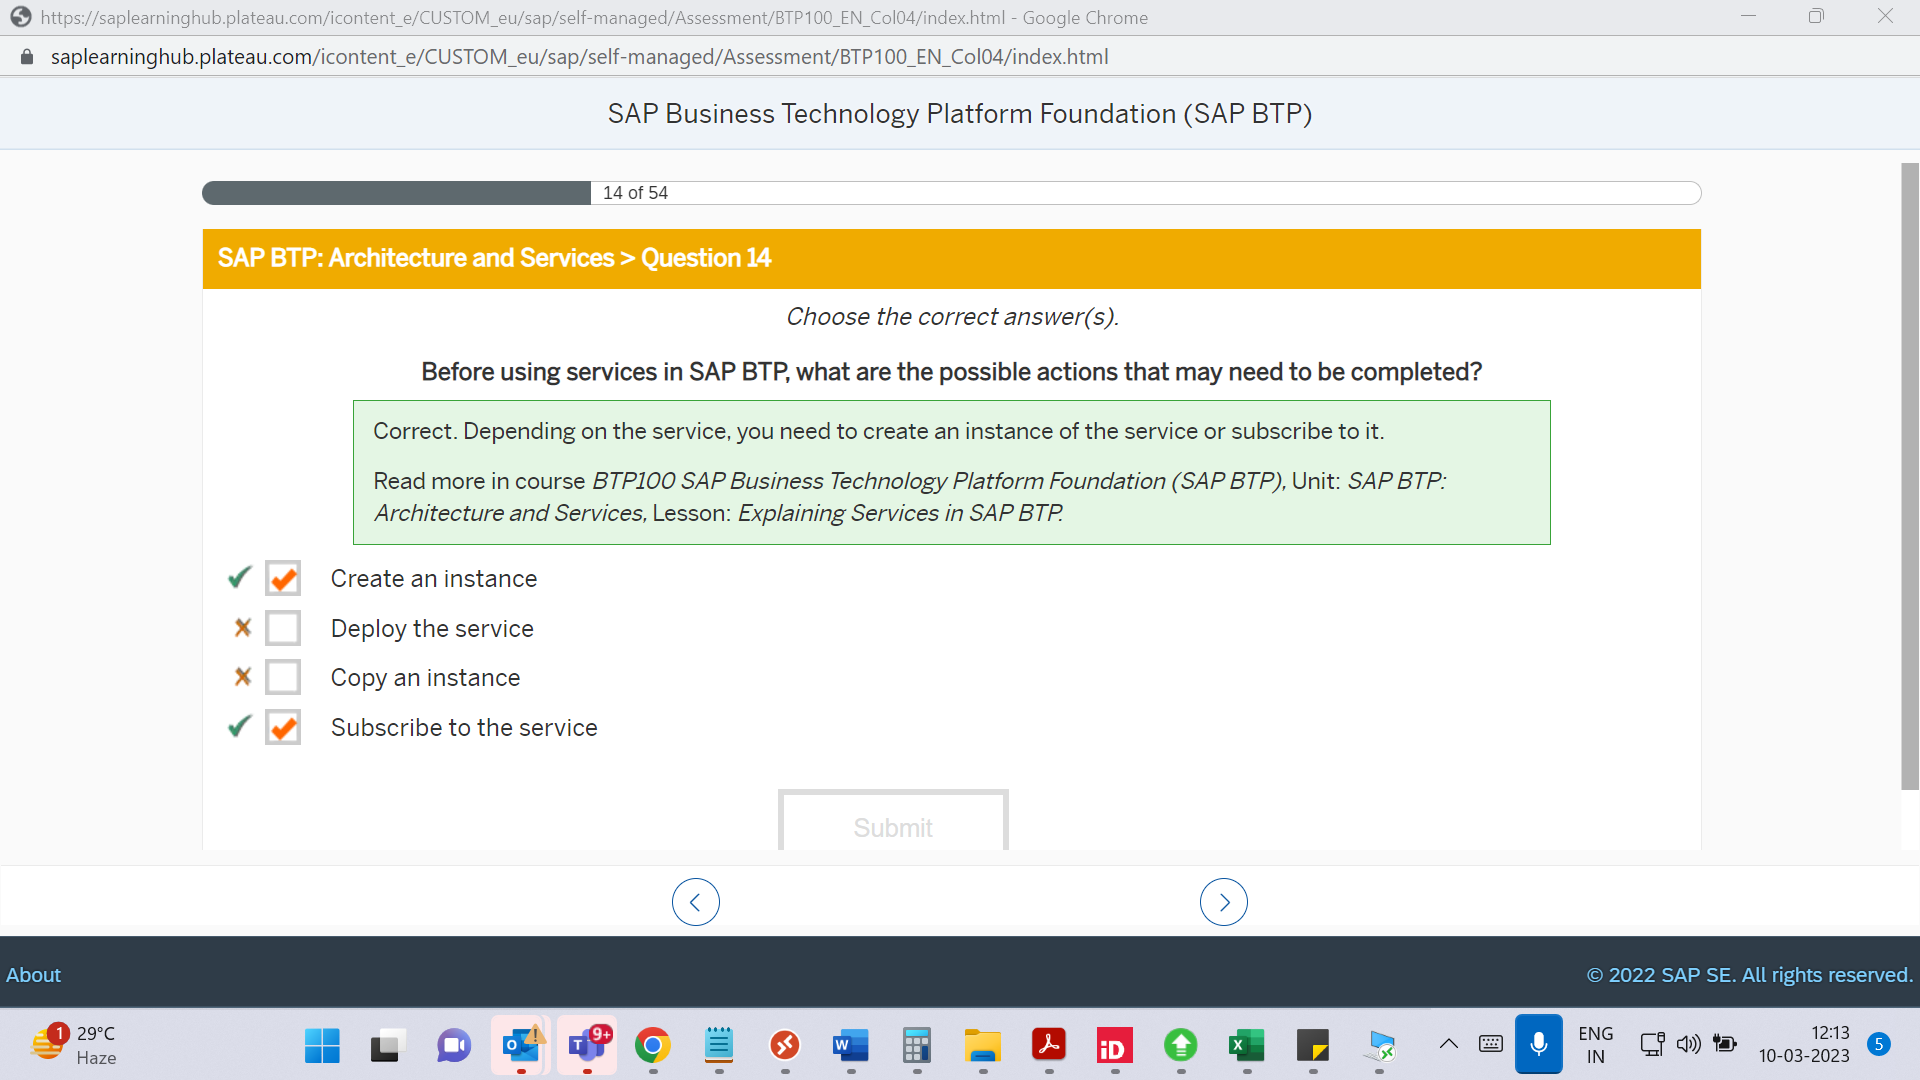 https://saplearninghub.plateau.com/icontent_e/CUSTOM_eu/sap/self-managed/Assessment/BTP100_EN_Col04/index.html - Google Chrome
saplearninghub.plateau.com/icontent_e/CUSTOM_eu/sap/self-managed/Assessment/BTP100_EN_Col04/index.html
SAP Business Technology Platform Foundation (SAP BTP)
14 of 54
SAP BTP: Architecture and Services > Question 14
Choose the correct answer(s).
Before using services in SAP BTP, what are the possible actions that may need to be completed?
Correct. Depending on the service, you need to create an instance of the service or subscribe to it.
Read more in course BTP100 SAP Business Technology Platform Foundation (SAP BTP), Unit: SAP BTP:
Architecture and Services, Lesson: Explaining Services in SAP BTP.
Create an instance
Deploy the service
Copy an instance
Subscribe to the service
Submit
About
© 2022 SAP SE. All rights reserved.
1
29°C
Haze
9+
iD
ENG
IN
12:13
10-03-2023
5